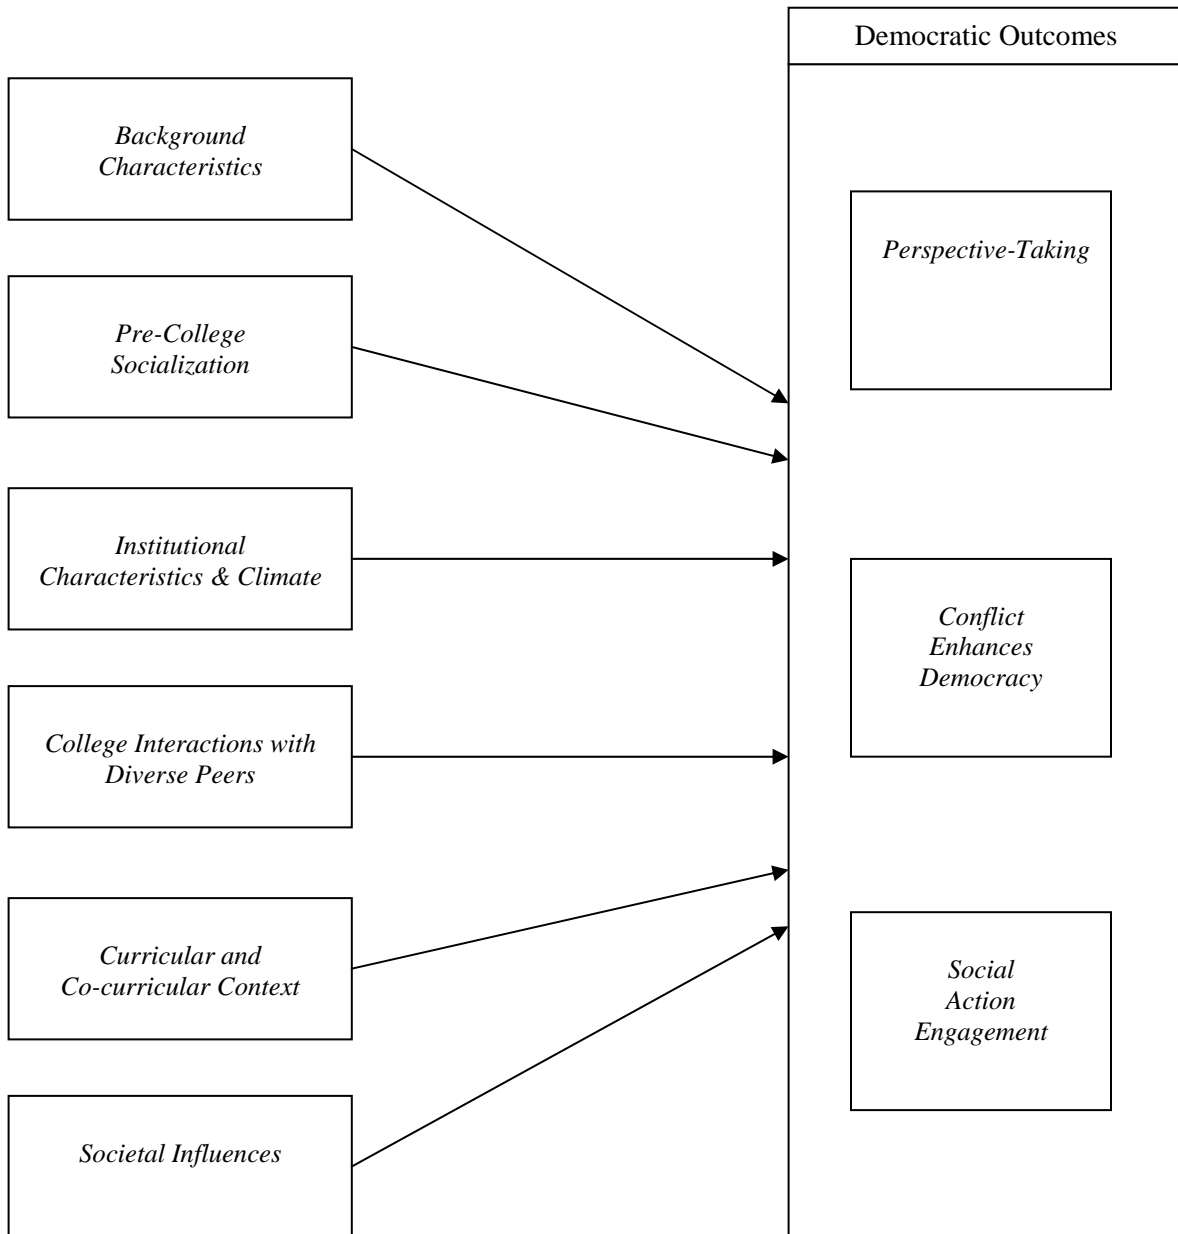 Democratic Outcomes
Background
Characteristics
Perspective-Taking
Pre-College
Socialization
Institutional
Characteristics & Climate
Conflict
Enhances
Democracy
College Interactions with
Diverse Peers
Curricular and
Co-curricular Context
Social
Action
Engagement
Societal Influences